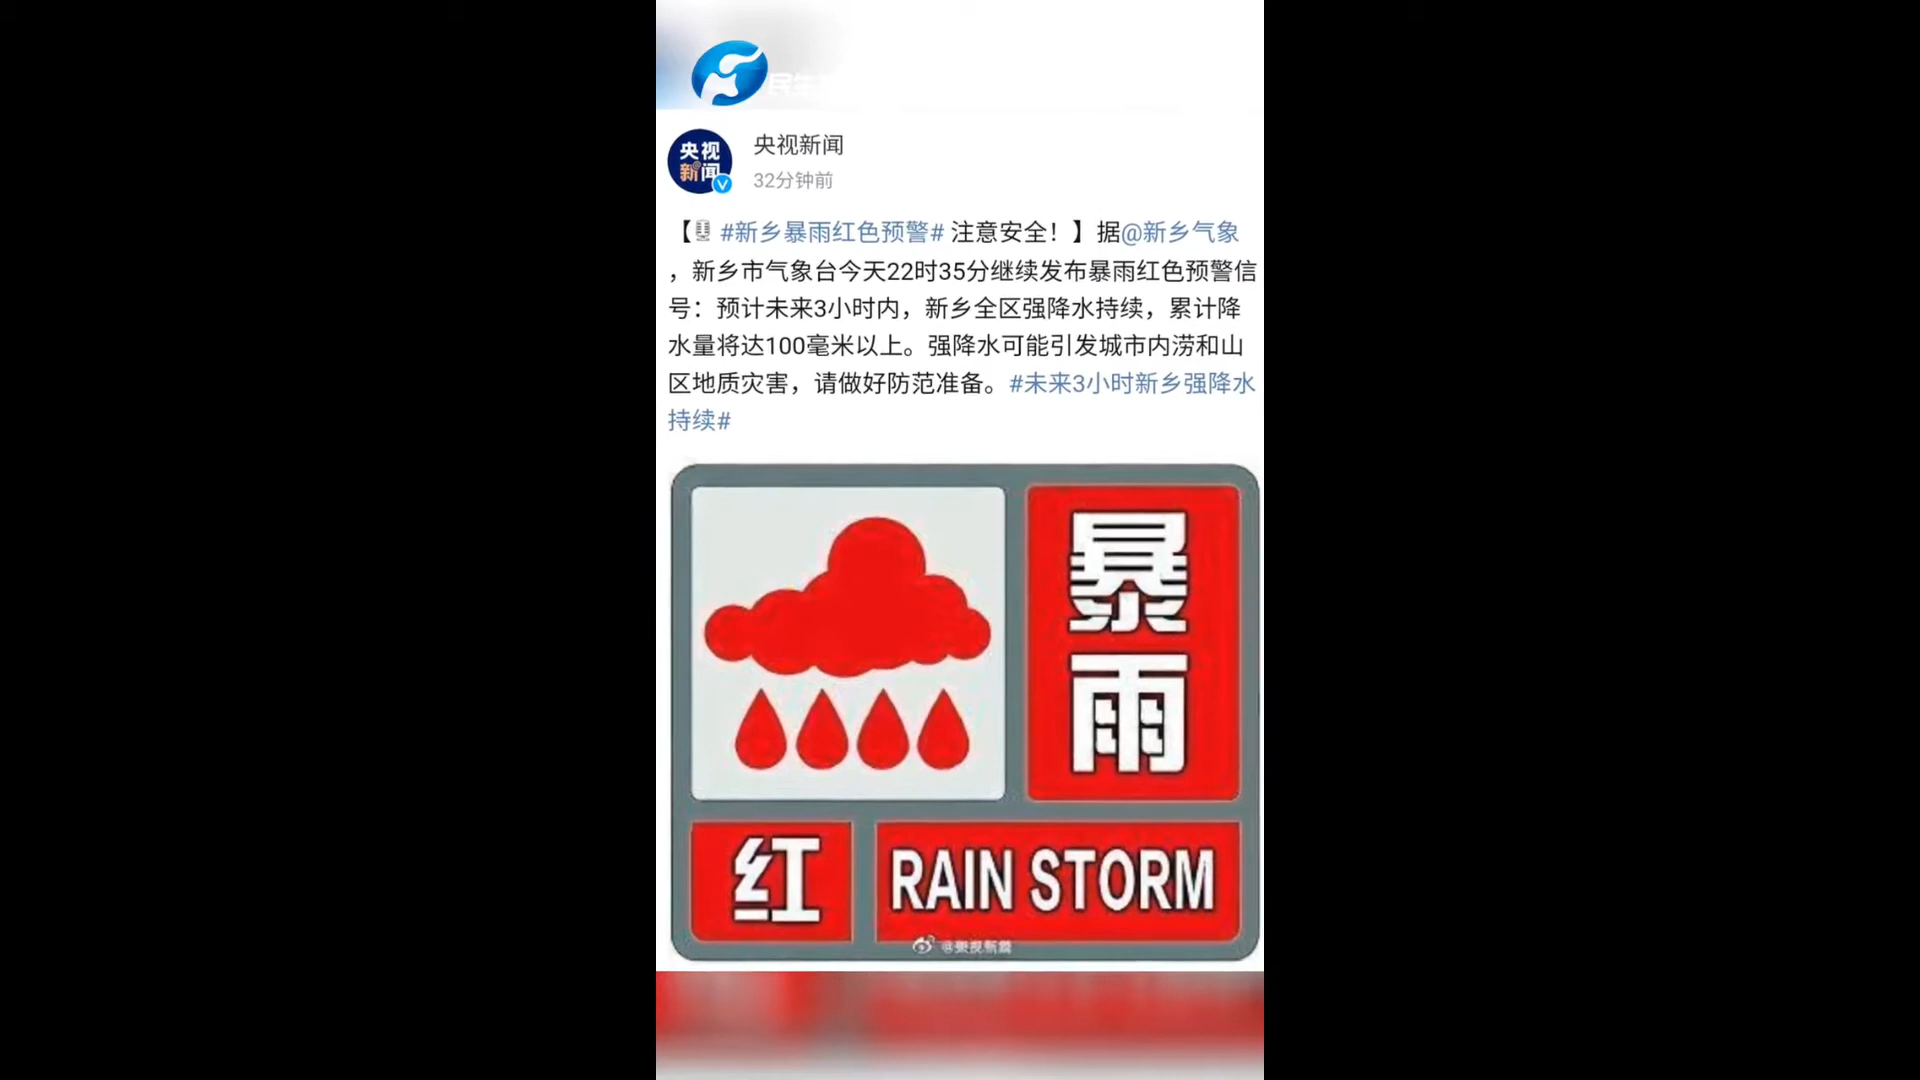 民生
央视新闻
央视
新闻
32分钟前
【 #新乡暴雨红色预警# 注意安全！】据@新乡气象
，新乡市气象台今天22时35分继续发布暴雨红色预警信
号：预计未来3小时内，新乡全区强降水持续，累计降
水量将达100毫米以上。强降水可能引发城市内涝和山
区地质灾害，请做好防范准备。#未来3小时新乡强降水
持续#
暴
雨
红
RAIN STORM
@央视新闻